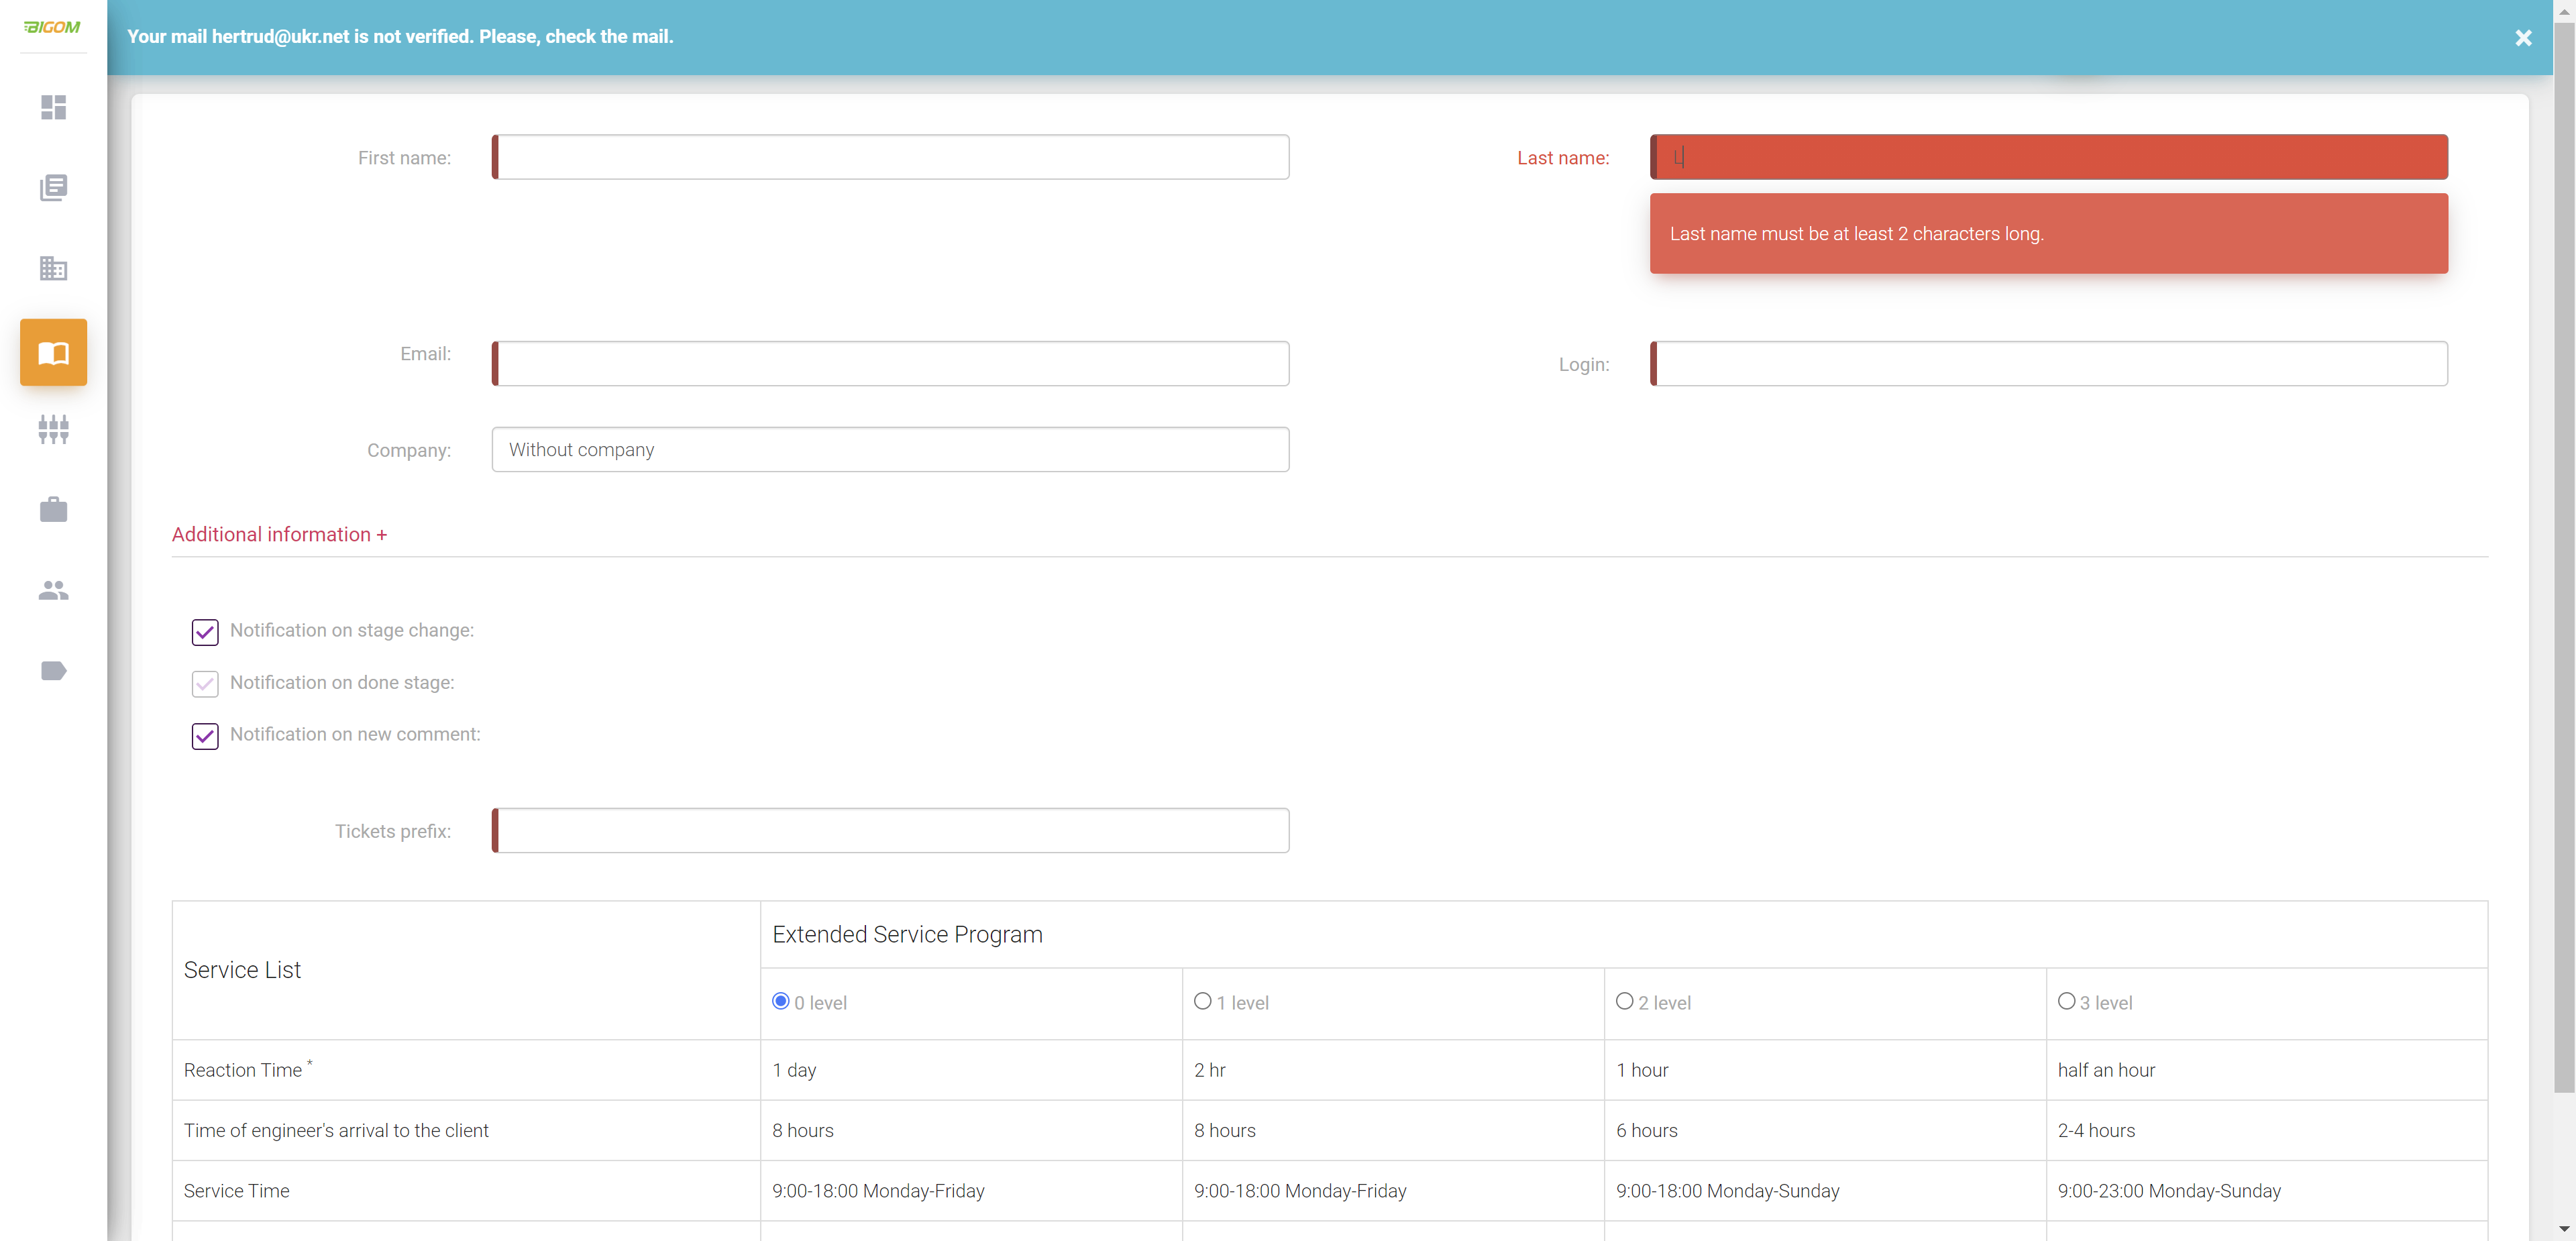 BIGOM
Your mail hertrud@ukr.net is not verified. Please, check the mail.
First name:
Last name:
L
Last name must be at least 2 characters long.
Email:
Login:
Company:
Without company
Additional information +
Notification on stage change:
Notification on done stage:
Notification on new comment:
Tickets prefix:
Service List
Extended Service Program
0 level
1 level
2 level
3 level
Reaction Time *
1 day
2 hr
1 hour
half an hour
Time of engineer's arrival to the client
8 hours
8 hours
6 hours
2-4 hours
Service Time
9:00-18:00 Monday-Friday
9:00-18:00 Monday-Friday
9:00-18:00 Monday-Sunday
9:00-23:00 Monday-Sunday